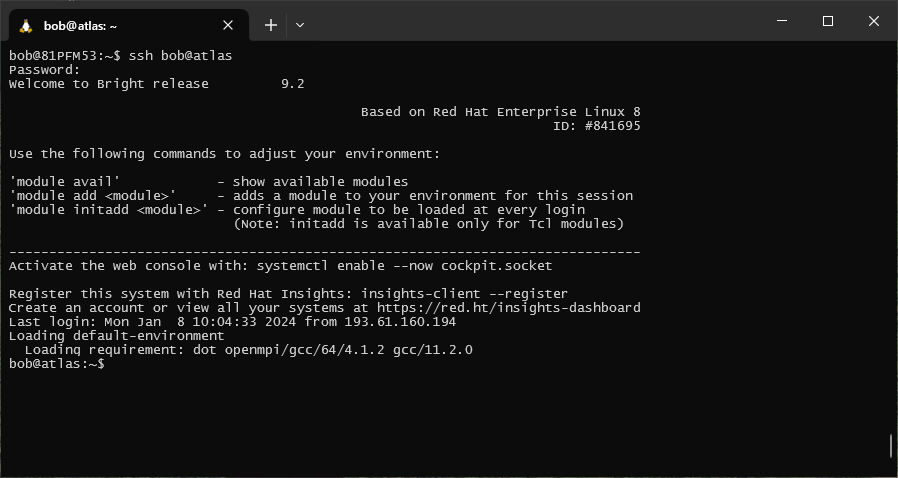 bob@atlas: ~
bob@81PFM53:~$ ssh bob@atlas
Password:
Welcome to Bright release         9.2
Based on Red Hat Enterprise Linux 8
ID: #841695
Use the following commands to adjust your environment:
'module avail'            - show available modules
'module add <module>'     - adds a module to your environment for this session
'module initadd <module>' - configure module to be loaded at every login
(Note: initadd is available only for Tcl modules)
-------------------------------------------------------------------------------
Activate the web console with: systemctl enable --now cockpit.socket
Register this system with Red Hat Insights: insights-client --register
Create an account or view all your systems at https://red.ht/insights-dashboard
Last login: Mon Jan  8 10:04:33 2024 from 193.61.160.194
Loading default-environment
  Loading requirement: dot openmpi/gcc/64/4.1.2 gcc/11.2.0
bob@atlas:~$